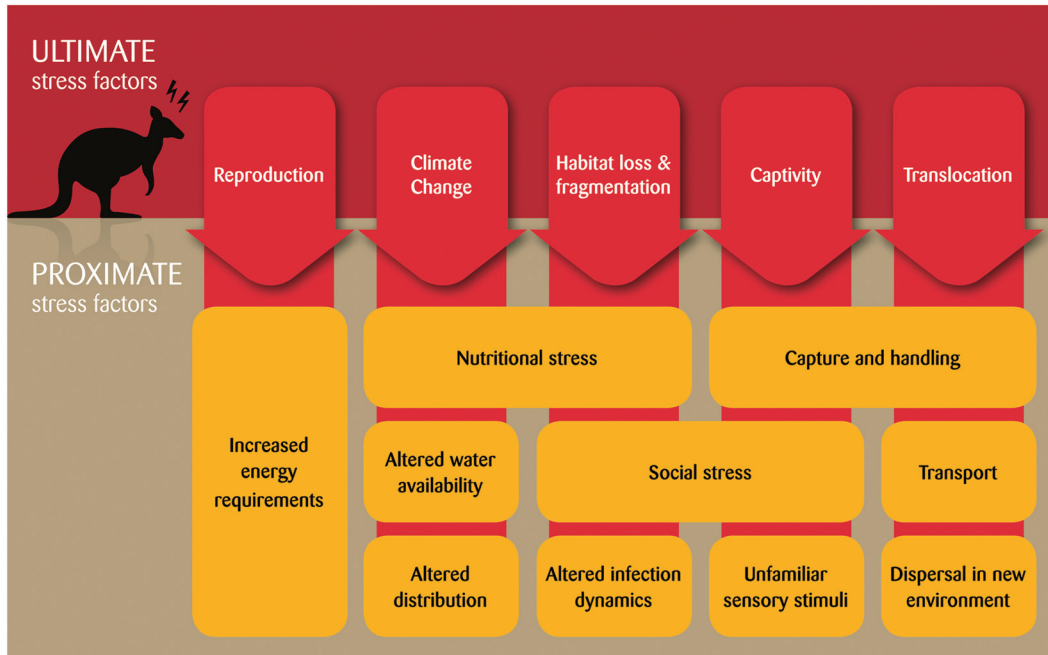 ULTIMATE
stress factors
Reproduction
Climate
Change
Habitat loss &
fragmentation
Captivity
Translocation
PROXIMATE
stress factors
Increased
energy
requirements
Nutritional stress
Capture and handling
Altered water
availability
Social stress
Transport
Altered
distribution
Altered infection
dynamics
Unfamiliar
sensory stimuli
Dispersal in new
environment